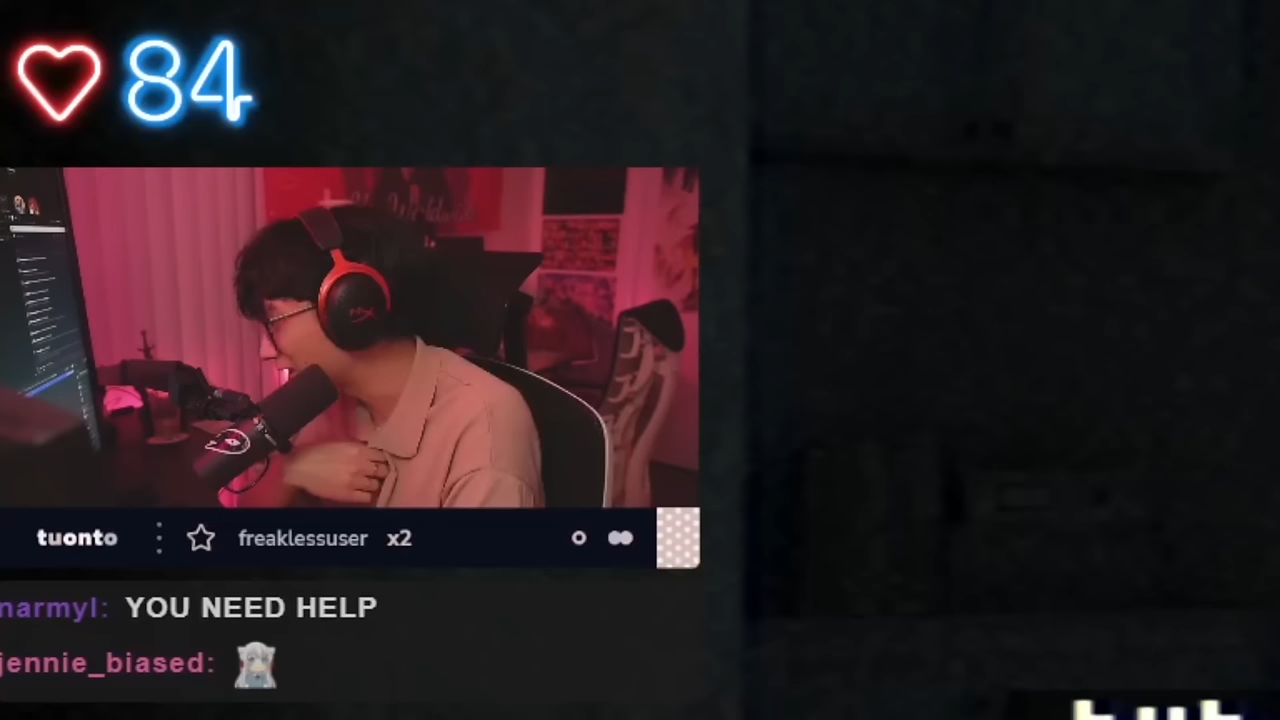 84
tuonto
freaklessuser x2
narmyl: YOU NEED HELP
jennie_biased: